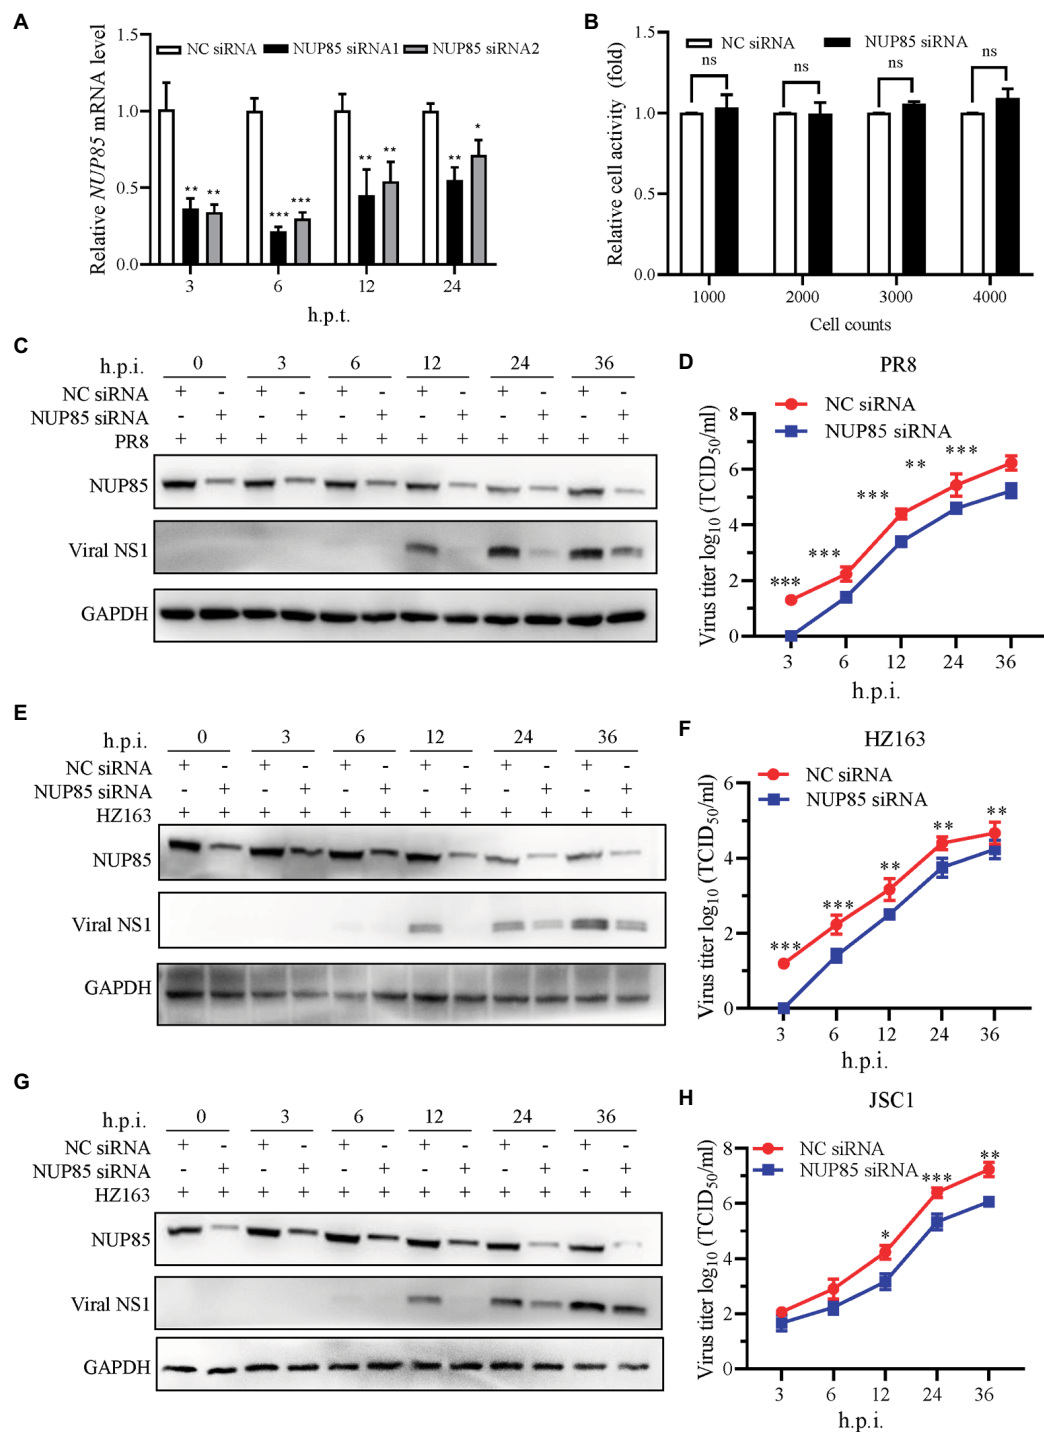 A
NC siRNA NUP85 siRNA1 NUP85 siRNA2
Relative NUP85 mRNA level
1.5
1.0
0.5
0.0
** ** *** *** ** ** ** *
3 6 12 24
h.p.t.
B
NC siRNA NUP85 siRNA
Relative cell activity (fold)
1.5
1.0
0.5
0.0
ns ns ns ns
1000 2000 3000 4000
Cell counts
C
h.p.i. 0 3 6 12 24 36
NC siRNA + - + - + - + - + - + -
NUP85 siRNA - + - + - + - + - + - +
PR8 + + + + + + + + + + + +
NUP85
Viral NS1
GAPDH
D
PR8
NC siRNA
NUP85 siRNA
Virus titer log10 (TCID50/ml)
8
6
4
2
0
*** *** *** ** ***
3 6 12 24 36
h.p.i.
E
h.p.i. 0 3 6 12 24 36
NC siRNA + - + - + - + - + - + -
NUP85 siRNA - + - + - + - + - + - +
HZ163 + + + + + + + + + + + +
NUP85
Viral NS1
GAPDH
F
HZ163
NC siRNA
NUP85 siRNA
Virus titer log10 (TCID50/ml)
6
4
2
0
*** *** ** ** **
3 6 12 24 36
h.p.i.
G
h.p.i. 0 3 6 12 24 36
NC siRNA + - + - + - + - + - + -
NUP85 siRNA - + - + - + - + - + - +
HZ163 + + + + + + + + + + + +
NUP85
Viral NS1
GAPDH
H
JSC1
NC siRNA
NUP85 siRNA
Virus titer log10 (TCID50/ml)
8
6
4
2
0
* *** **
3 6 12 24 36
h.p.i.